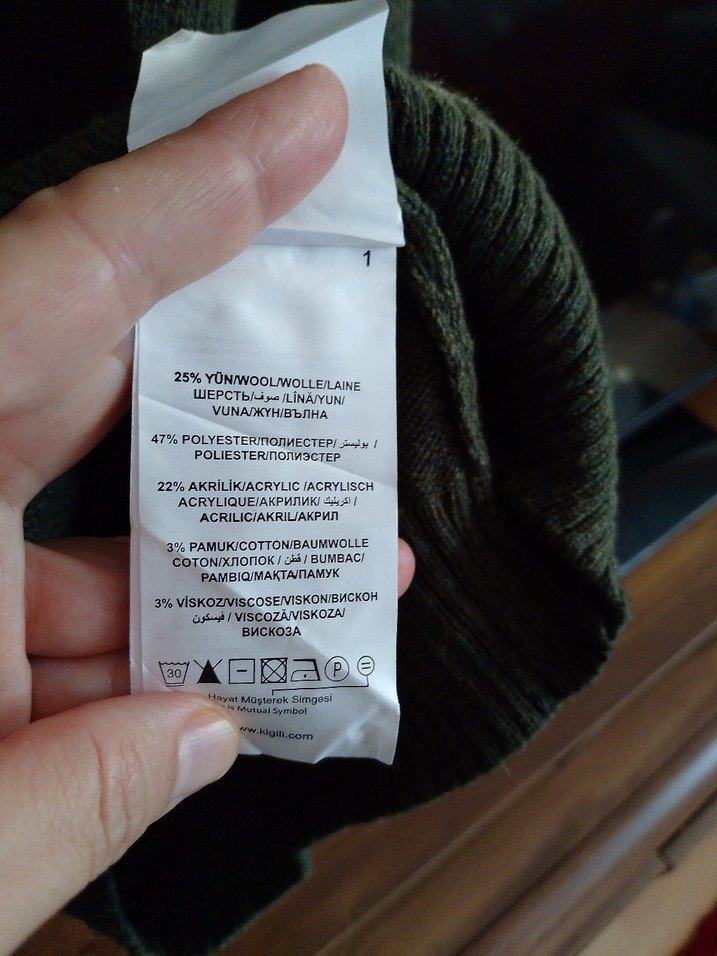 1
25% YÜN/WOOL/WOLLE/LAINE
ШЕРСТЬ/صوف /LÎNĂ/YUN/
VUNA/ЖҮН/ВЪЛНА
47% POLYESTER/ПОЛИЕСТЕР/ بوليستر /
POLIESTER/ПОЛИЭСТЕР
22% AKRİLİK/ACRYLIC /ACRYLISCH
ACRYLIQUE/АКРИЛИК/ اكريليك /
ACRILIC/AKRIL/АКРИЛ
3% PAMUK/COTTON/BAUMWOLLE
COTON/ХЛОПОК / قطن / BUMBAC/
PAMBIQ/МАҚТА/ПАМУК
3% VİSKOZ/VISCOSE/VISKON/ВИСКОН
فيسكون / VISCOZĂ/VISKOZA/
ВИСКОЗА
30 P
Hayat Müşterek Simgesi
is Mutual Symbol
www.kigili.com